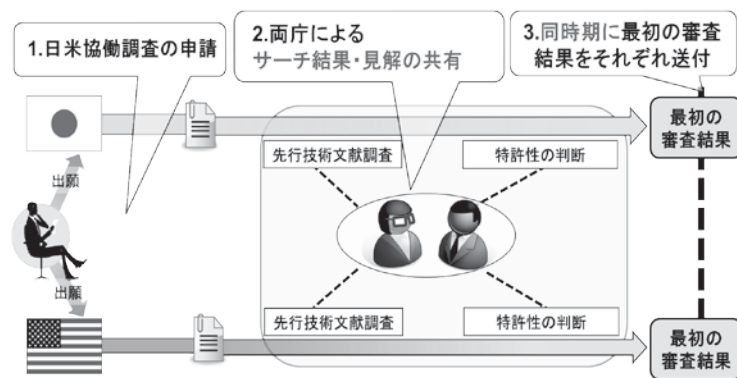 1.日米協働調査の申請
2.両庁による
サーチ結果・見解の共有
3.同時期に最初の審査
結果をそれぞれ送付
最初の
審査結果
先行技術文献調査
特許性の判断
出願
出願
先行技術文献調査
特許性の判断
最初の
審査結果